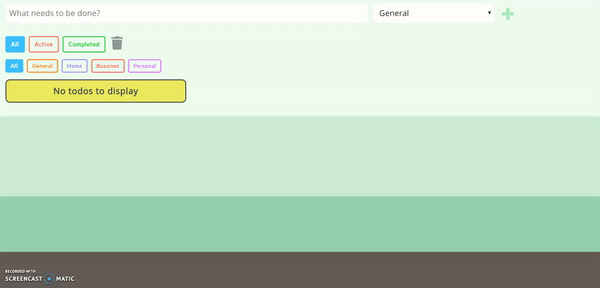 What needs to be done? General
All Active Completed
All General Home Bussines Personal
No todos to display
RECORDED WITH
SCREENCAST MATIC